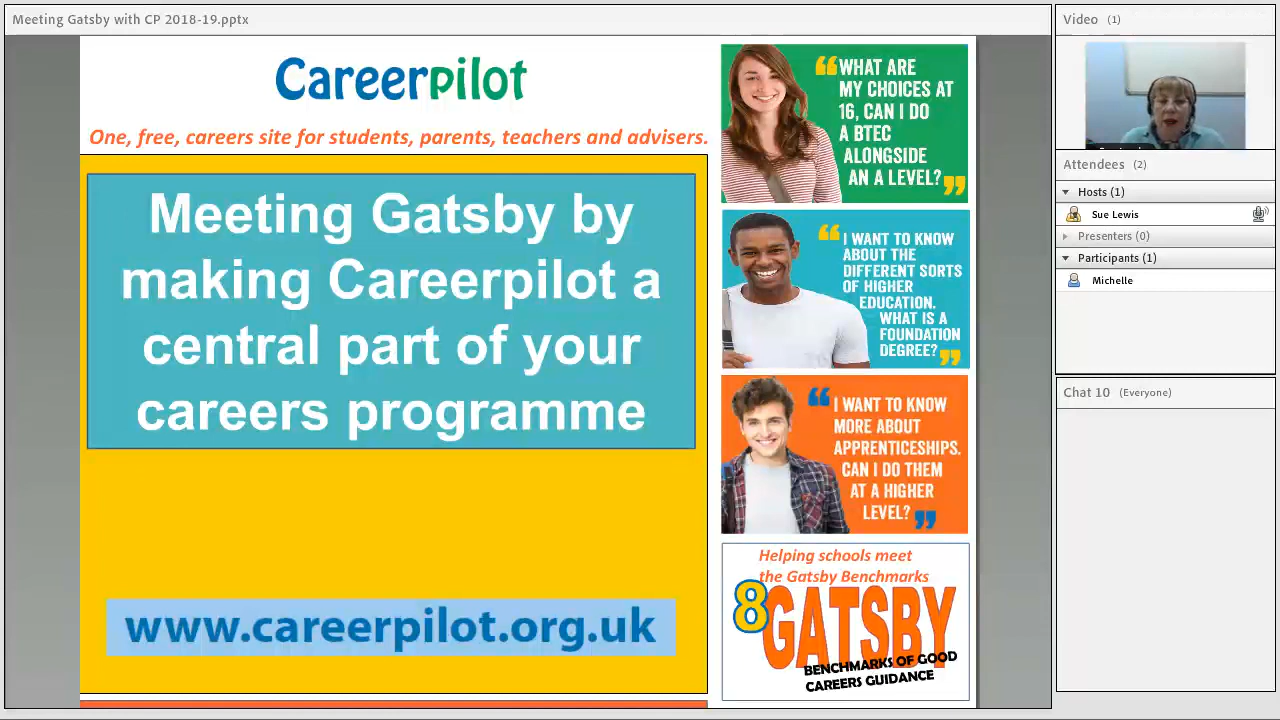 Meeting Gatsby with CP 2018-19.pptx
Careerpilot
One, free, careers site for students, parents, teachers and advisers.
Meeting Gatsby by
making Careerpilot a
central part of your
careers programme
www.careerpilot.org.uk
“WHAT ARE
MY CHOICES AT
16, CAN I DO
A BTEC
ALONGSIDE
AN A LEVEL?”
“I WANT TO KNOW
ABOUT THE
DIFFERENT SORTS
OF HIGHER
EDUCATION.
WHAT IS A
FOUNDATION
DEGREE?”
“I WANT TO KNOW
MORE ABOUT
APPRENTICESHIPS.
CAN I DO THEM
AT A HIGHER
LEVEL?”
Helping schools meet
the Gatsby Benchmarks
8 GATSBY
BENCHMARKS OF GOOD
CAREERS GUIDANCE
Video (1)
Attendees (2)
Hosts (1)
Sue Lewis
Presenters (0)
Participants (1)
Michelle
Chat 10 (Everyone)